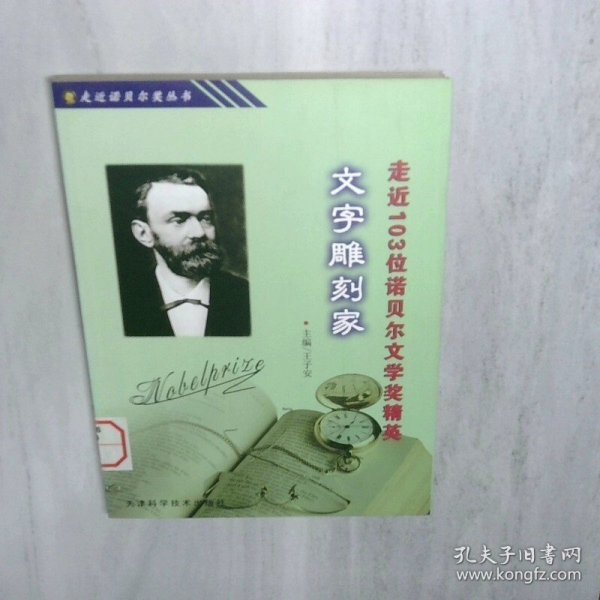 走近诺贝尔奖丛书
走近103位诺贝尔文学奖精英
文字雕刻家
主编/王子安
Nobelprize
天津科学技术出版社
孔夫子旧书网
www.kongfz.com